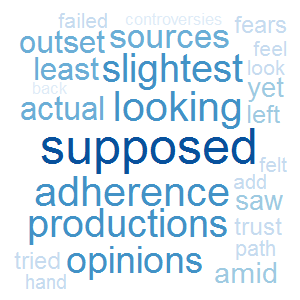 failed controversies fears
outset sources feel
least slightest look
back yet
actual looking left
supposed
felt
adherence add
saw
productions trust
path
tried opinions
hand amid